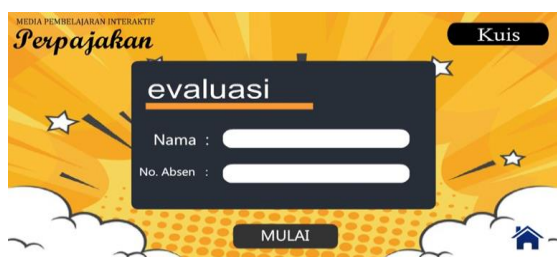 MEDIA PEMBELAJARAN INTERAKTIF
Perpajakan
Kuis
evaluasi
Nama :
No. Absen :
MULAI